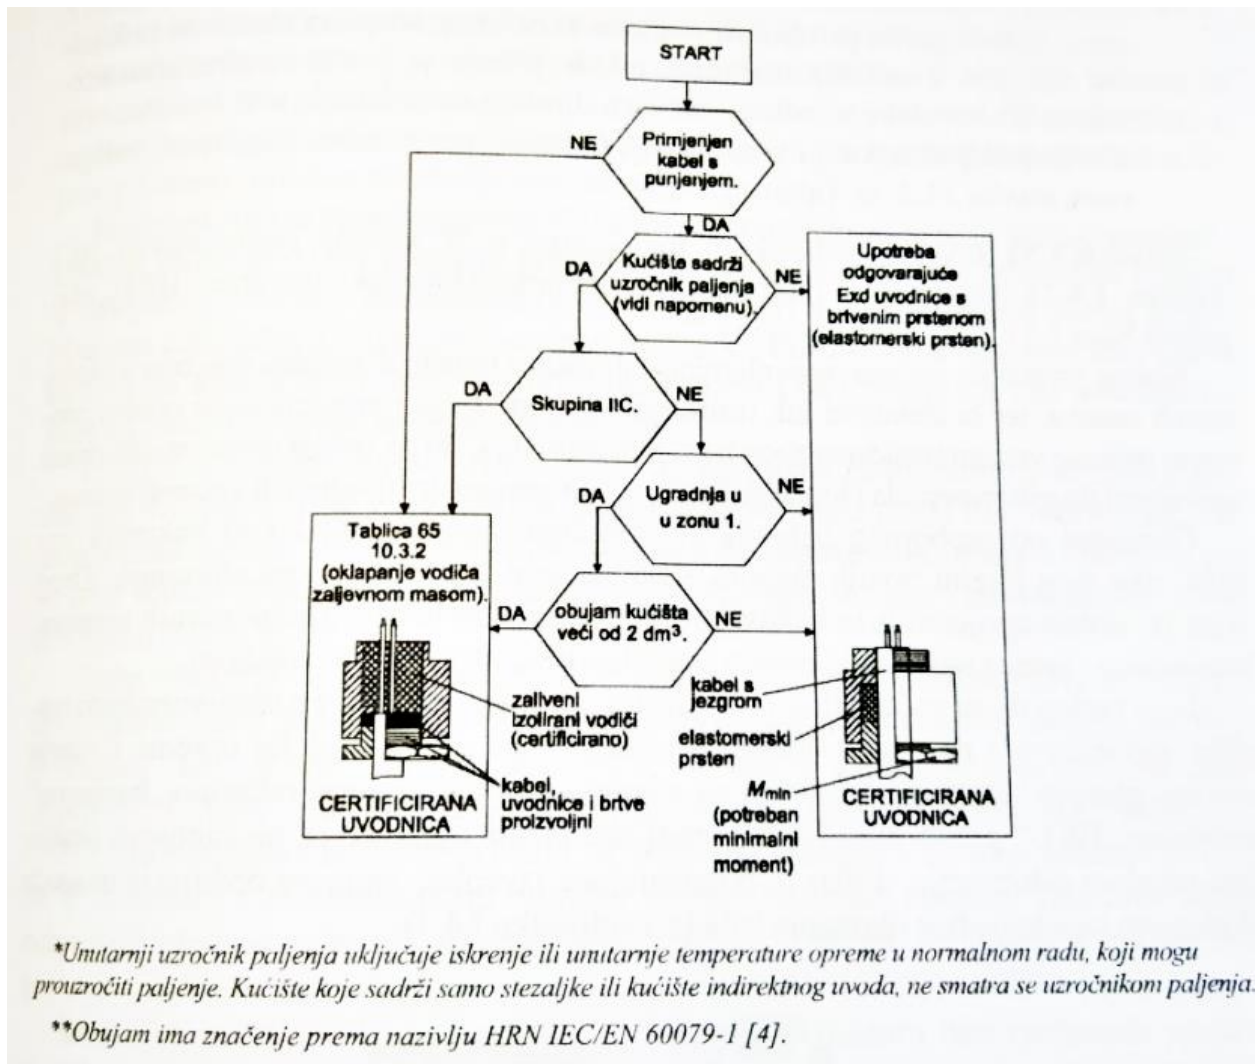 START
NE
Primjenjen
kabel s
punjenjem.
DA
DA
Kućište sadrži
uzročnik paljenja
(vidi napomenu).
NE
Upotreba
odgovarajuće
Exd uvodnice s
brtvenim prstenom
(elastomerski prsten).
DA
Skupina IIC.
NE
DA
Ugradnja u
u zonu 1.
NE
Tablica 65
10.3.2
(oklapanje vodiča
zaljevnom masom).
DA
obujam kućišta
veći od 2 dm³.
NE
zaliveni
izolirani vodiči
(certificirano)
kabel,
uvodnice i brtve
proizvoljni
CERTIFICIRANA
UVODNICA
kabel s
jezgrom
elastomerski
prsten
Mmin
(potreban
minimalni
moment)
CERTIFICIRANA
UVODNICA
*Unutarnji uzročnik paljenja uključuje iskrenje ili unutarnje temperature opreme u normalnom radu, koji mogu
prouzročiti paljenje. Kućište koje sadrži samo stezaljke ili kućište indirektnog uvoda, ne smatra se uzročnikom paljenja.
**Obujam ima značenje prema nazivlju HRN IEC/EN 60079-1 [4].